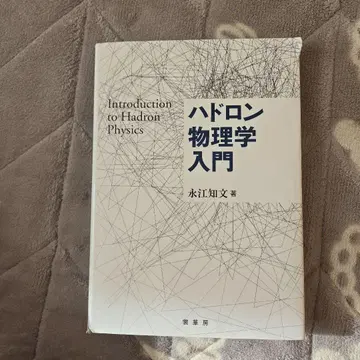 Introduction
to Hadron
Physics
ハドロン
物理学
入門
永江知文 著
裳華房